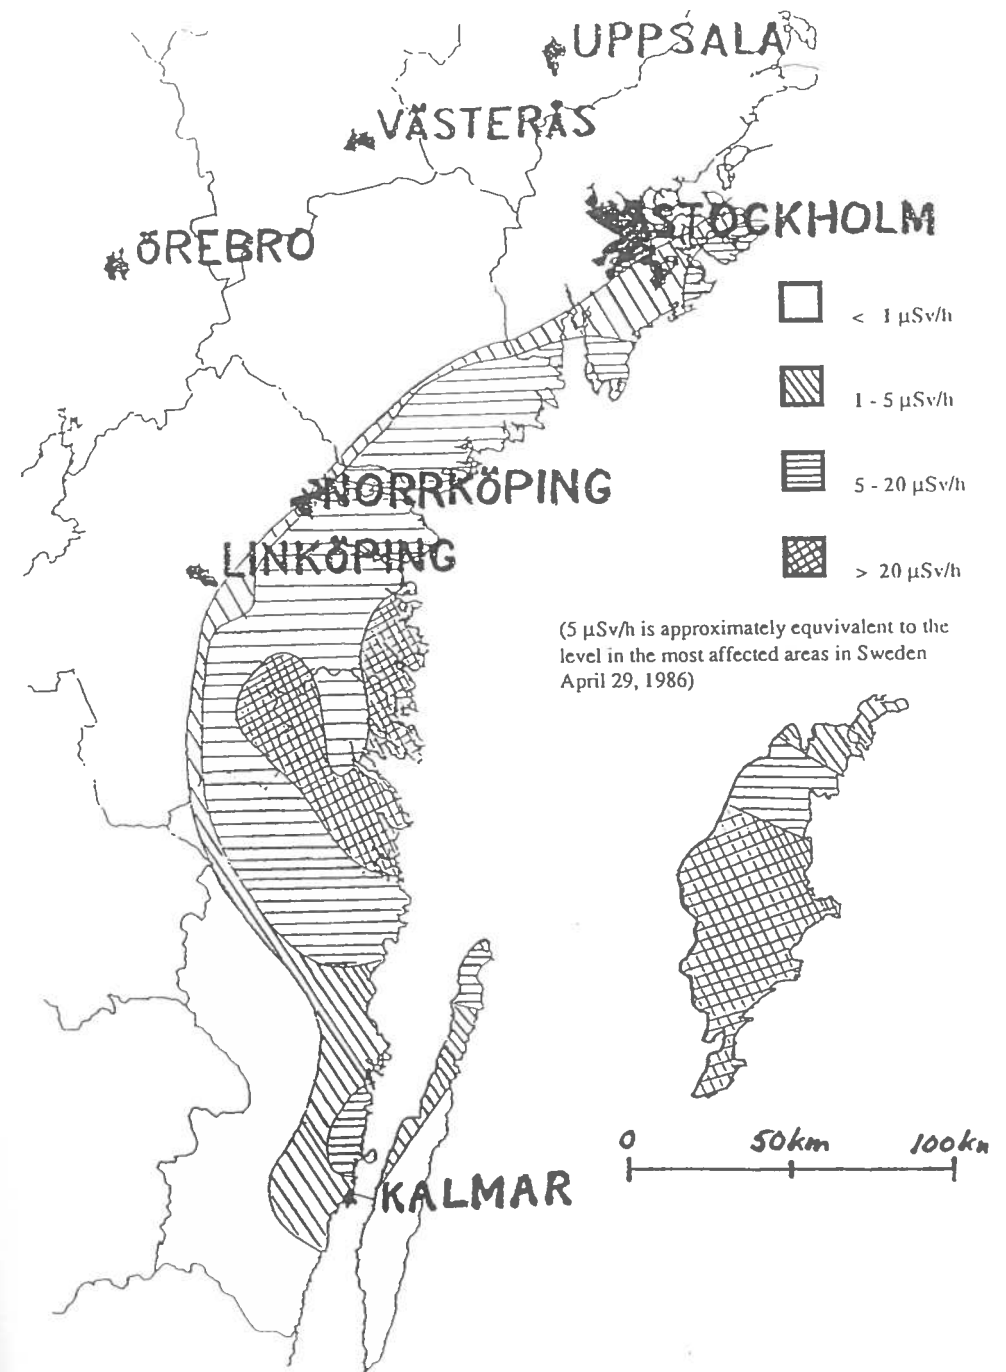 UPPSALA
VÄSTERÅS
STOCKHOLM
ÖREBRO
< 1 µSv/h
1 - 5 µSv/h
NORRKÖPING
5 - 20 µSv/h
LINKÖPING
> 20 µSv/h
(5 µSv/h is approximately equvivalent to the
level in the most affected areas in Sweden
April 29, 1986)
0 50km 100kn
KALMAR